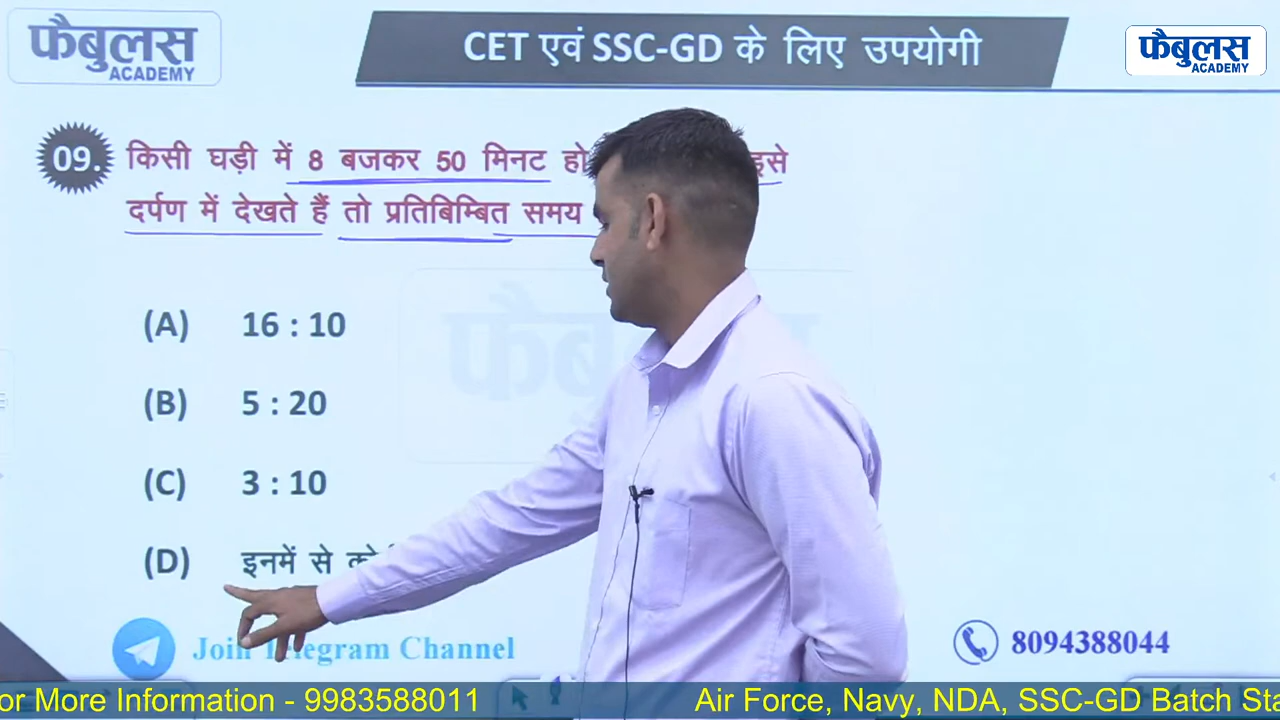 फैबुलस
ACADEMY
CET एवं SSC-GD के लिए उपयोगी
फैबुलस
ACADEMY
09. किसी घड़ी में 8 बजकर 50 मिनट इसे
दर्पण में देखते हैं तो प्रतिबिम्बित समय
(A) 16 : 10
(B) 5 : 20
(C) 3 : 10
(D) इनमें से
Join Telegram Channel
8094388044
or More Information - 9983588011 Air Force, Navy, NDA, SSC-GD Batch